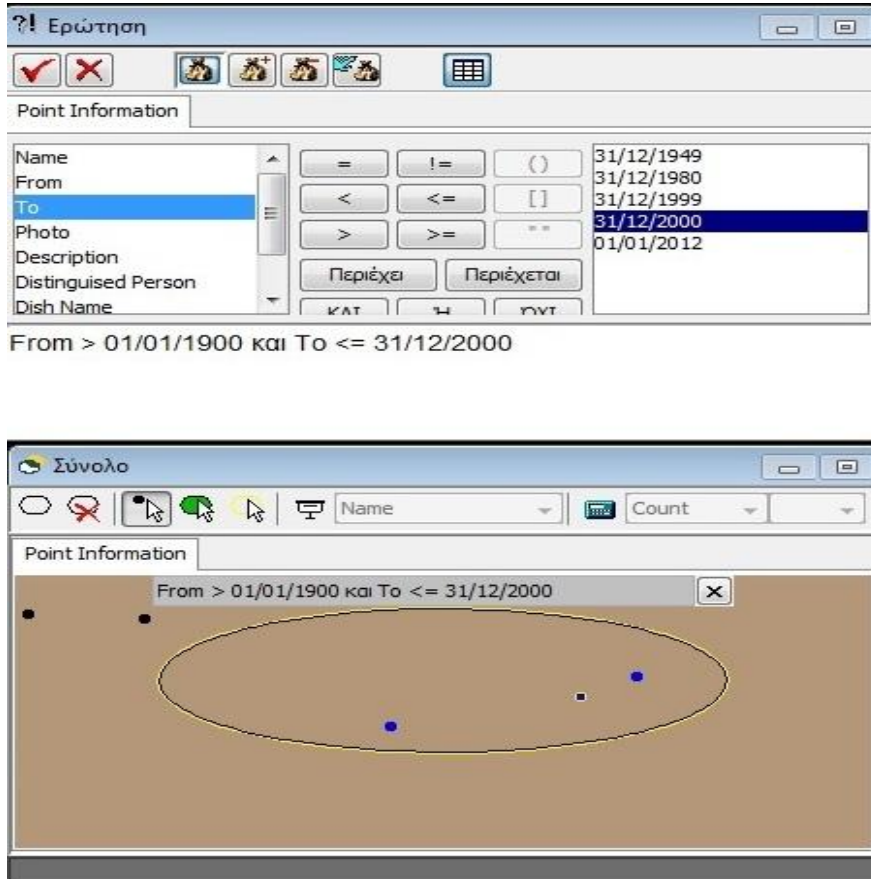 ?! Ερώτηση
Point Information
Name
From
To
Photo
Description
Distinguised Person
Dish Name
= != ()
< <= []
> >= " "
Περιέχει Περιέχεται
ΚΑΙ Ή ΌΧΙ
31/12/1949
31/12/1980
31/12/1999
31/12/2000
01/01/2012
From > 01/01/1900 και To <= 31/12/2000
Σύνολο
Name Count
Point Information
From > 01/01/1900 και To <= 31/12/2000